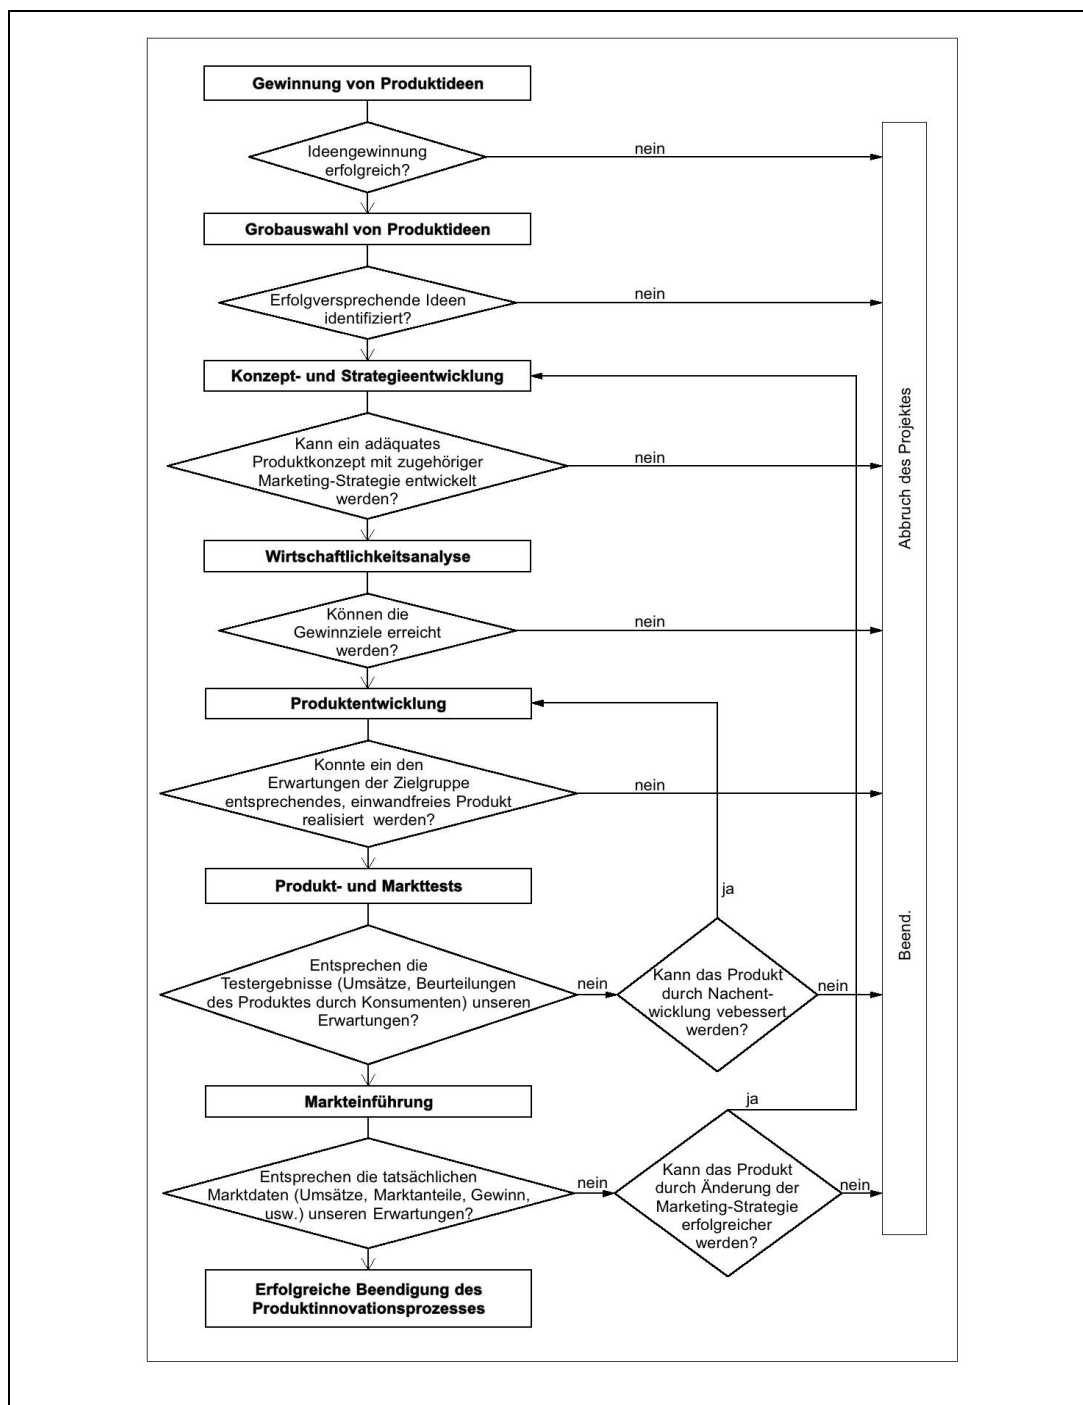 Gewinnung von Produktideen
Ideengewinnung
erfolgreich?
nein
Grobauswahl von Produktideen
Erfolgversprechende Ideen
identifiziert?
nein
Konzept- und Strategieentwicklung
Kann ein adäquates
Produktkonzept mit zugehöriger
Marketing-Strategie entwickelt
werden?
nein
Abbruch des Projektes
Wirtschaftlichkeitsanalyse
Können die
Gewinnziele erreicht
werden?
nein
Produktentwicklung
Konnte ein den
Erwartungen der Zielgruppe
entsprechendes, einwandfreies Produkt
realisiert werden?
nein
Produkt- und Markttests
ja
Beend.
Entsprechen die
Testergebnisse (Umsätze, Beurteilungen
des Produktes durch Konsumenten) unseren
Erwartungen?
nein
Kann das Produkt
durch Nachent-
wicklung vebessert
werden?
nein
Markteinführung
ja
Entsprechen die tatsächlichen
Marktdaten (Umsätze, Marktanteile, Gewinn,
usw.) unseren Erwartungen?
nein
Kann das Produkt
durch Änderung der
Marketing-Strategie
erfolgreicher
werden?
nein
Erfolgreiche Beendigung des
Produktinnovationsprozesses